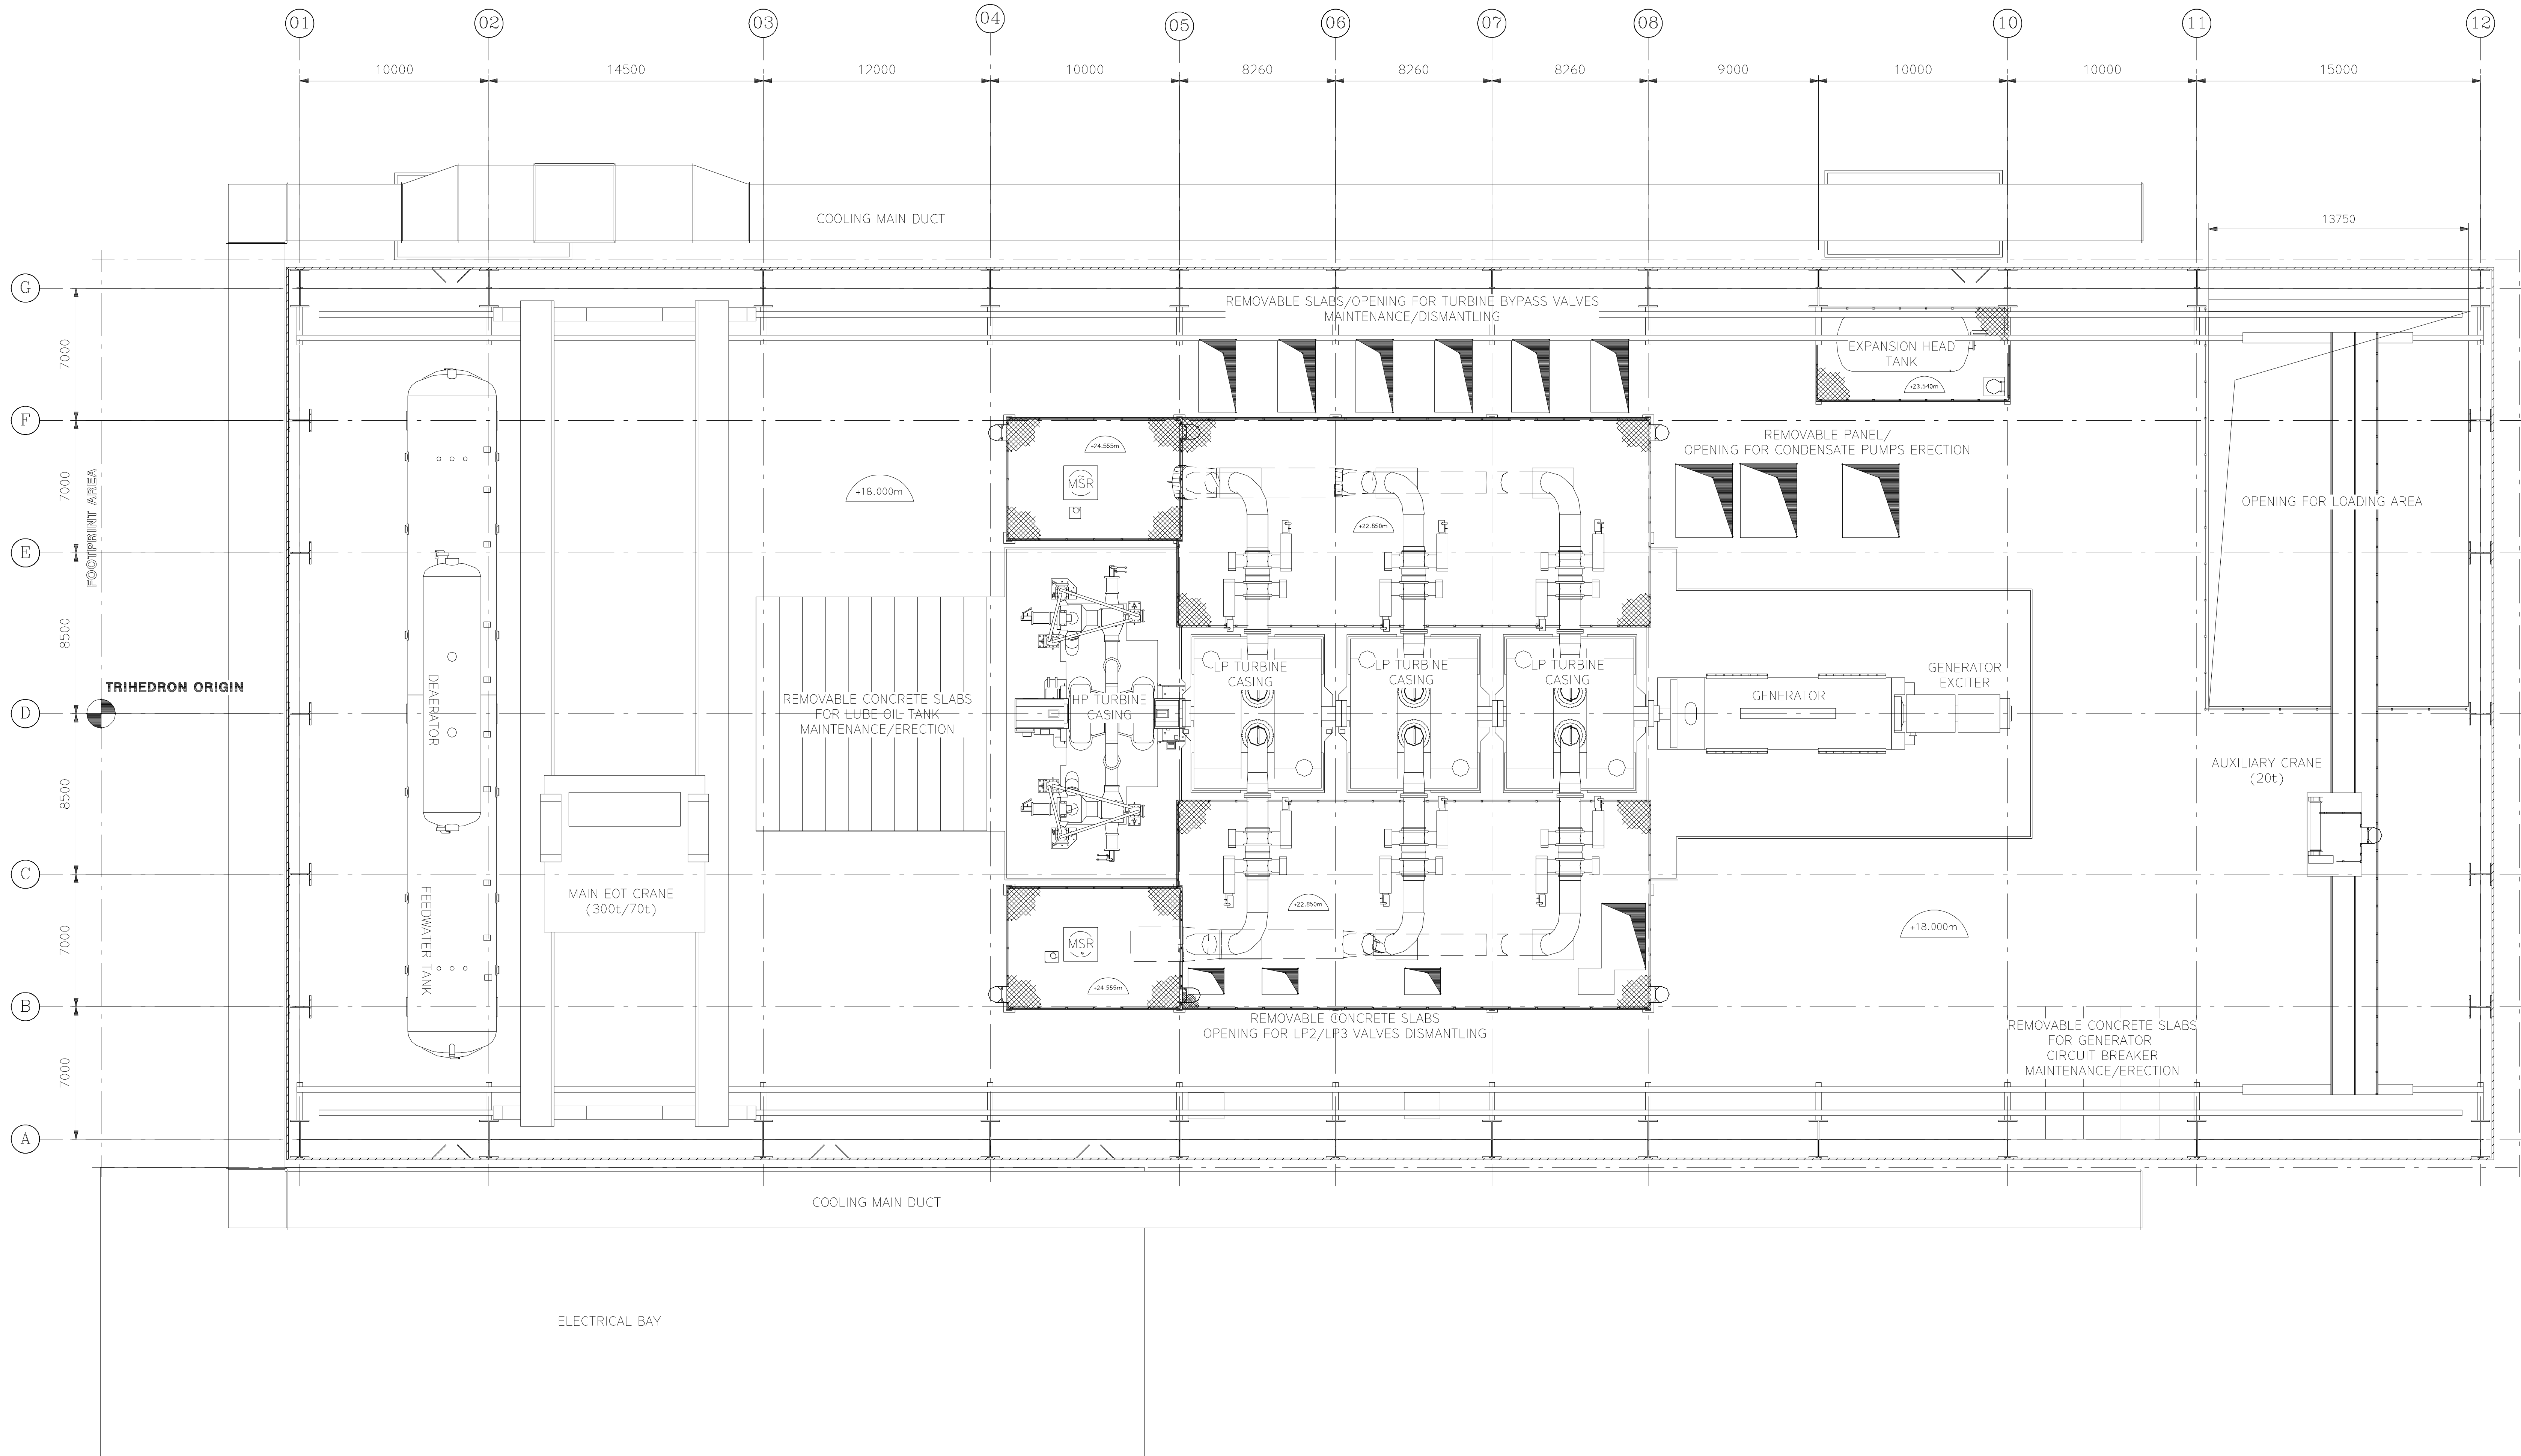 01
02
03
04
05
06
07
08
10
11
12
10000
14500
12000
10000
8260
8260
8260
9000
10000
10000
15000
COOLING MAIN DUCT
13750
G
F
E
D
C
B
A
7000
7000
8500
8500
7000
7000
FOOTPRINT AREA
TRIHEDRON ORIGIN
REMOVABLE SLABS/OPENING FOR TURBINE BYPASS VALVES
MAINTENANCE/DISMANTLING
EXPANSION HEAD
TANK
+23.540m
REMOVABLE PANEL/
OPENING FOR CONDENSATE PUMPS ERECTION
+24.555m
MSR
+18.000m
+22.850m
OPENING FOR LOADING AREA
DEAERATOR
FEEDWATER TANK
REMOVABLE CONCRETE SLABS
FOR LUBE OIL TANK
MAINTENANCE/ERECTION
HP TURBINE
CASING
LP TURBINE
CASING
LP TURBINE
CASING
LP TURBINE
CASING
GENERATOR
GENERATOR
EXCITER
AUXILIARY CRANE
(20t)
MAIN EOT CRANE
(300t/70t)
MSR
+24.555m
+22.850m
+18.000m
REMOVABLE CONCRETE SLABS
OPENING FOR LP2/LP3 VALVES DISMANTLING
REMOVABLE CONCRETE SLABS
FOR GENERATOR
CIRCUIT BREAKER
MAINTENANCE/ERECTION
COOLING MAIN DUCT
ELECTRICAL BAY